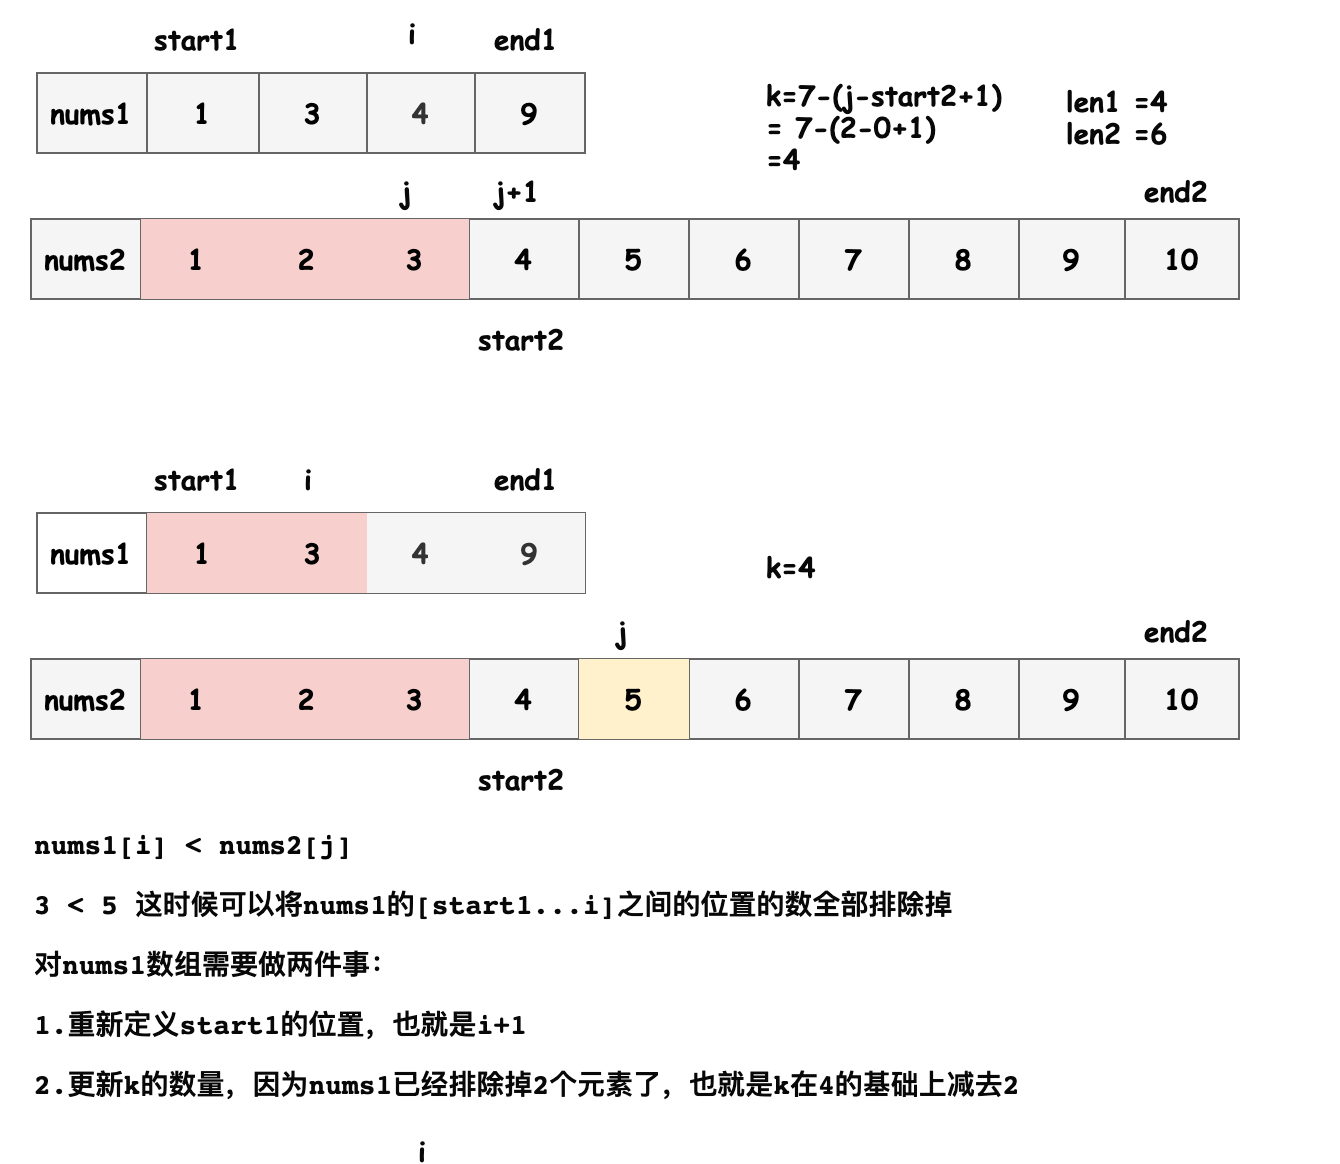 start1 i end1
nums1 1 3 4 9
k=7-(j-start2+1)
= 7-(2-0+1)
=4
len1 =4
len2 =6
j j+1 end2
nums2 1 2 3 4 5 6 7 8 9 10
start2
start1 i end1
nums1 1 3 4 9
k=4
j end2
nums2 1 2 3 4 5 6 7 8 9 10
start2
nums1[i] < nums2[j]
3 < 5 这时候可以将nums1的[start1...i]之间的位置的数全部排除掉
对nums1数组需要做两件事：
1.重新定义start1的位置，也就是i+1
2.更新k的数量，因为nums1已经排除掉2个元素了，也就是k在4的基础上减去2
i